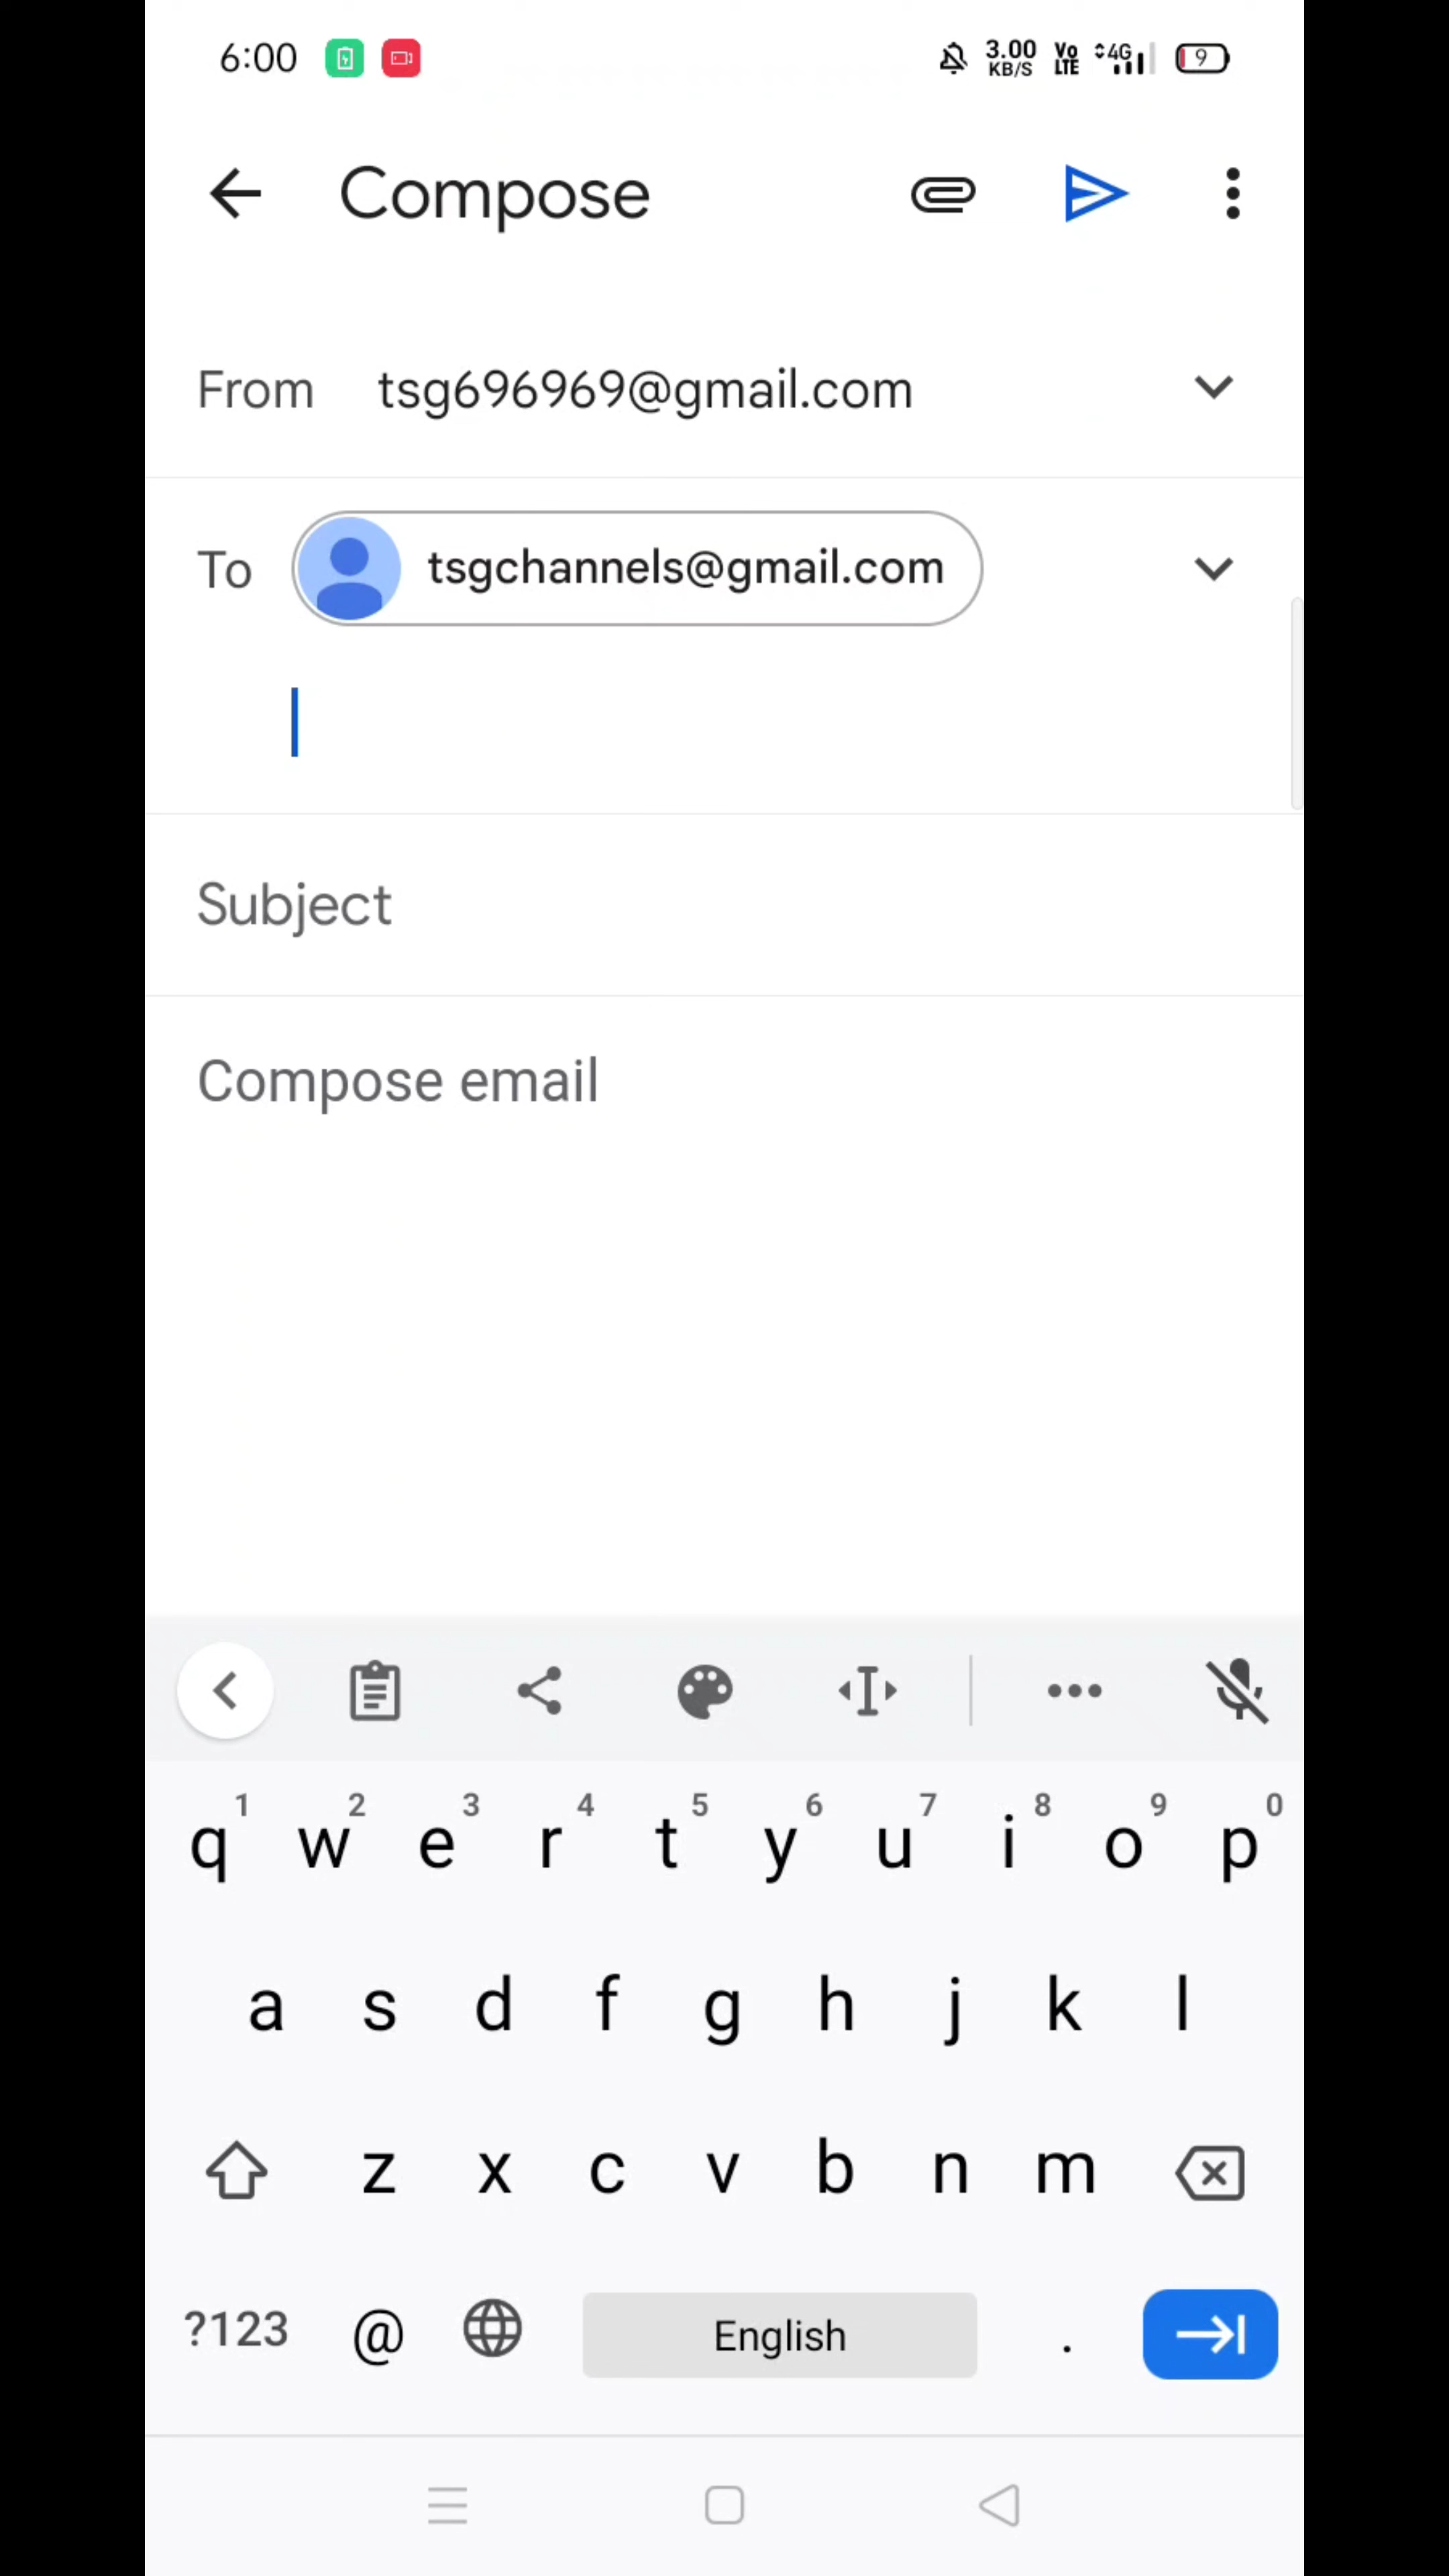 6:00 3.00 KB/S Vo LTE 4G 9
Compose
From tsg696969@gmail.com
To tsgchannels@gmail.com
Subject
Compose email
1 2 3 4 5 6 7 8 9 0
q w e r t y u i o p
a s d f g h j k l
z x c v b n m
?123 @ English .